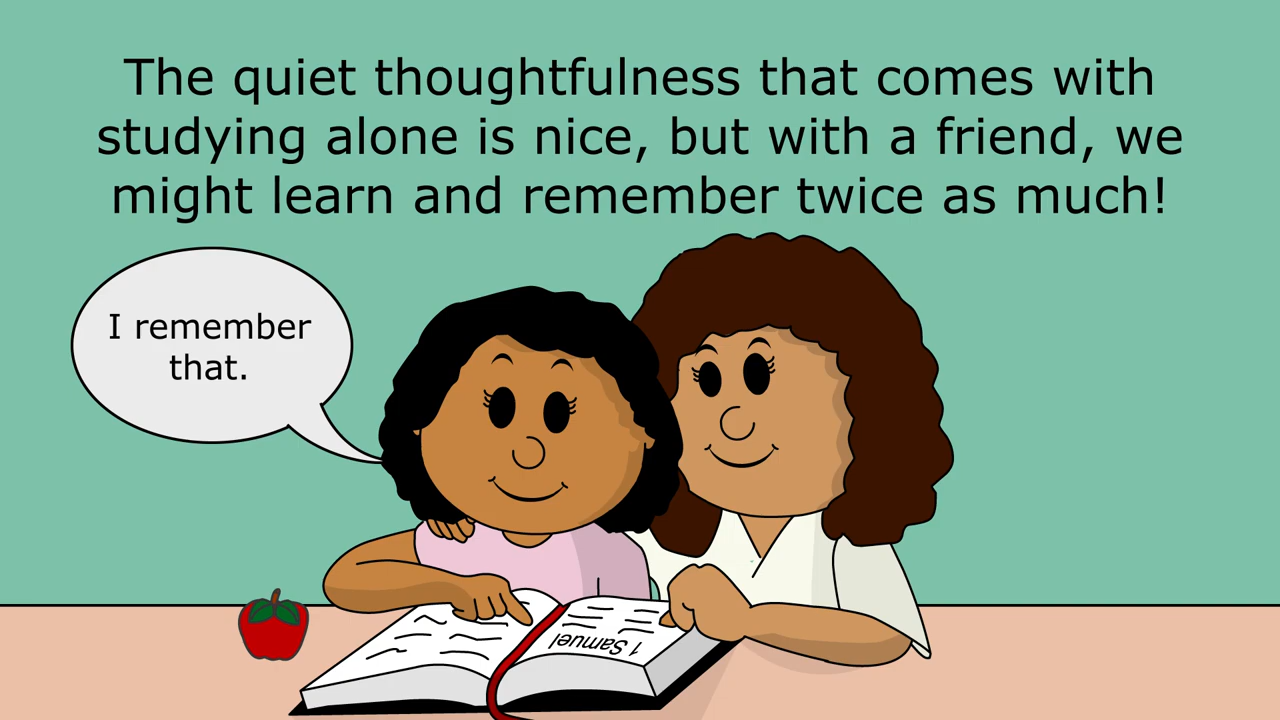 The quiet thoughtfulness that comes with
studying alone is nice, but with a friend, we
might learn and remember twice as much!
I remember
that.
1 Samuel